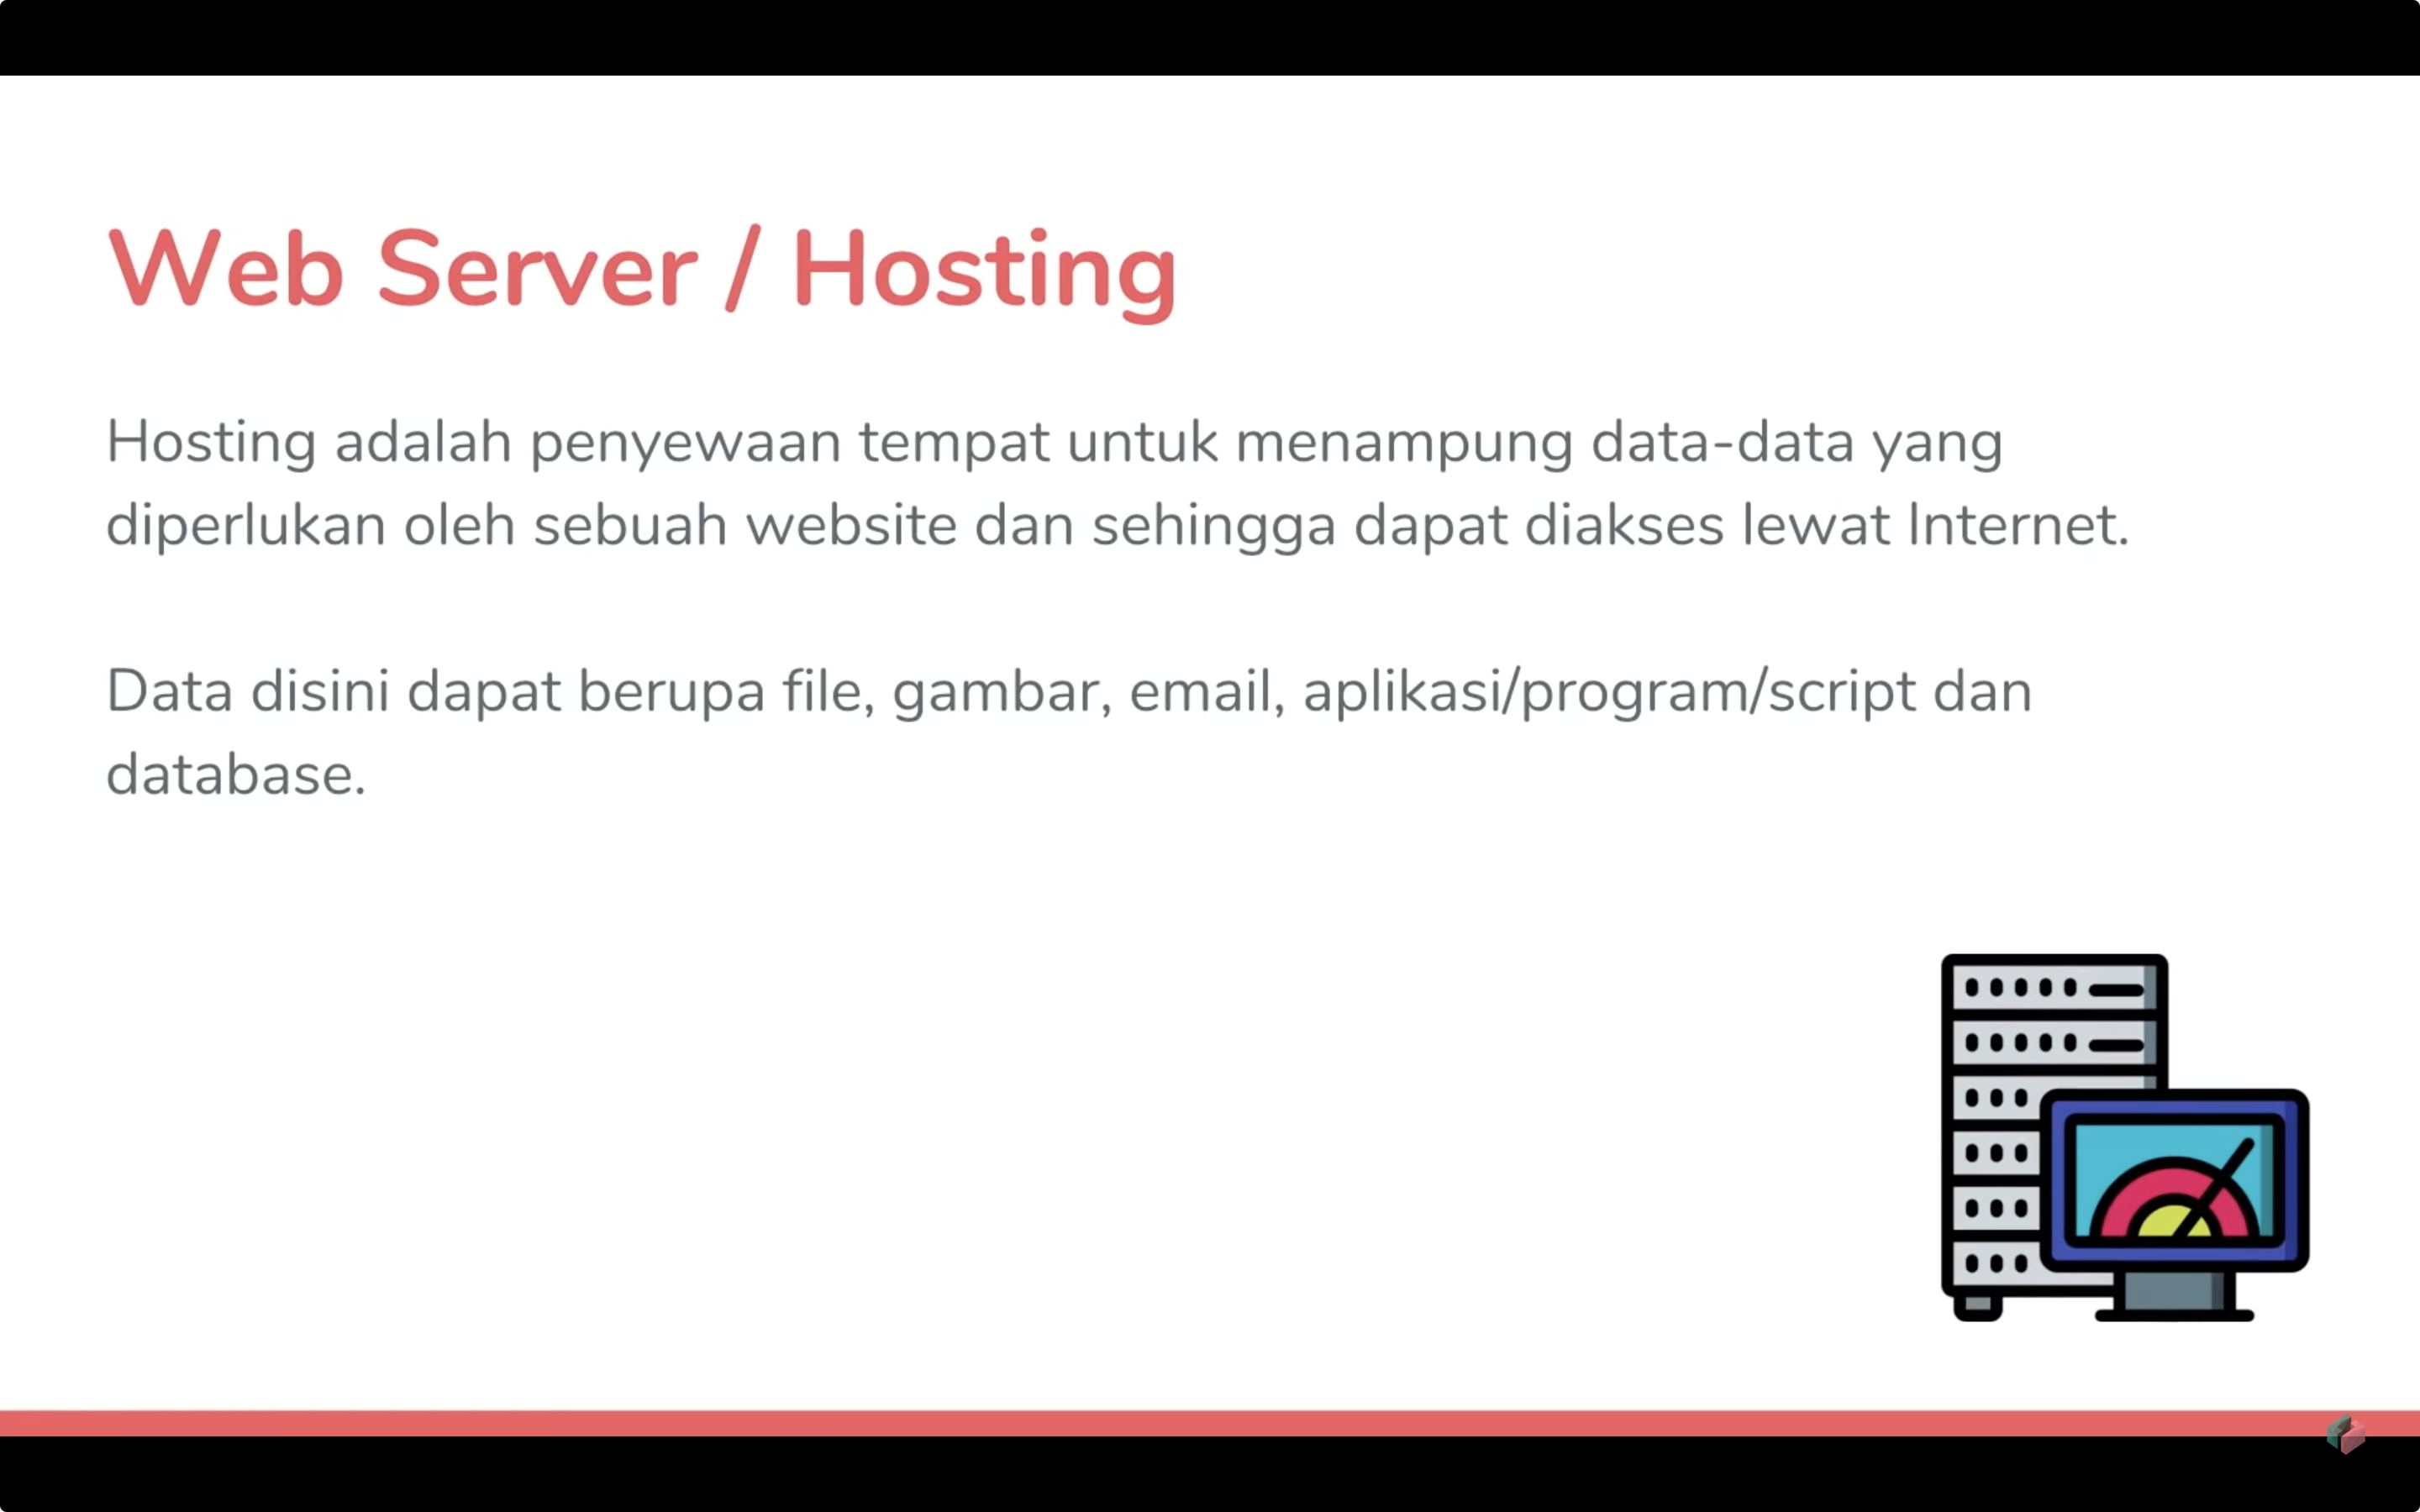 Web Server / Hosting
Hosting adalah penyewaan tempat untuk menampung data-data yang
diperlukan oleh sebuah website dan sehingga dapat diakses lewat Internet.
Data disini dapat berupa file, gambar, email, aplikasi/program/script dan
database.